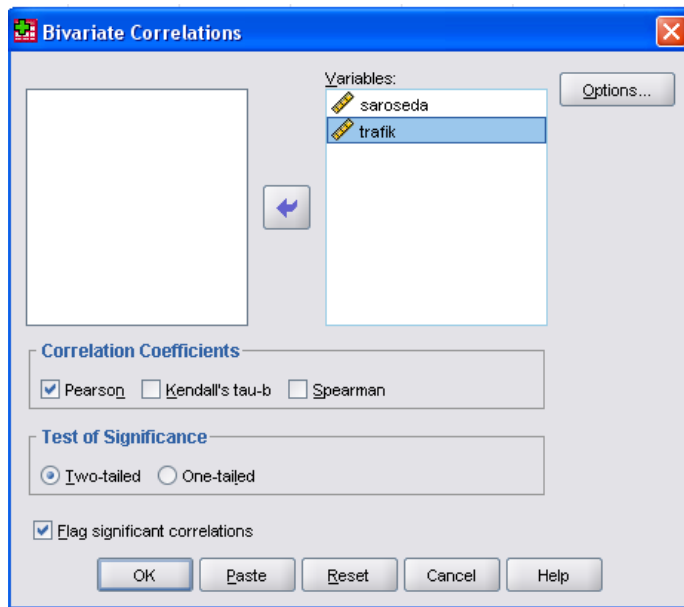 Bivariate Correlations
Variables:
saroseda
trafik
Options...
Correlation Coefficients
Pearson Kendall's tau-b Spearman
Test of Significance
Two-tailed One-tailed
Flag significant correlations
OK Paste Reset Cancel Help